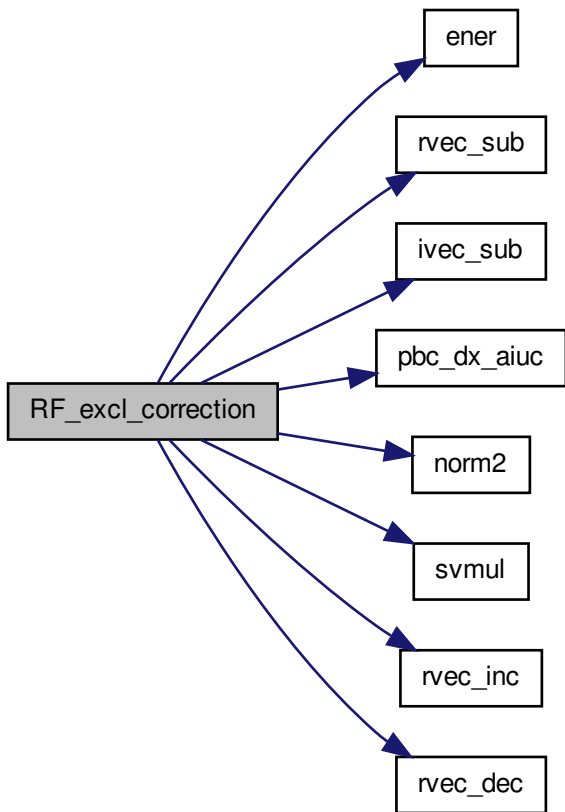 ener
rvec_sub
ivec_sub
pbc_dx_aiuc
RF_excl_correction
norm2
svmul
rvec_inc
rvec_dec